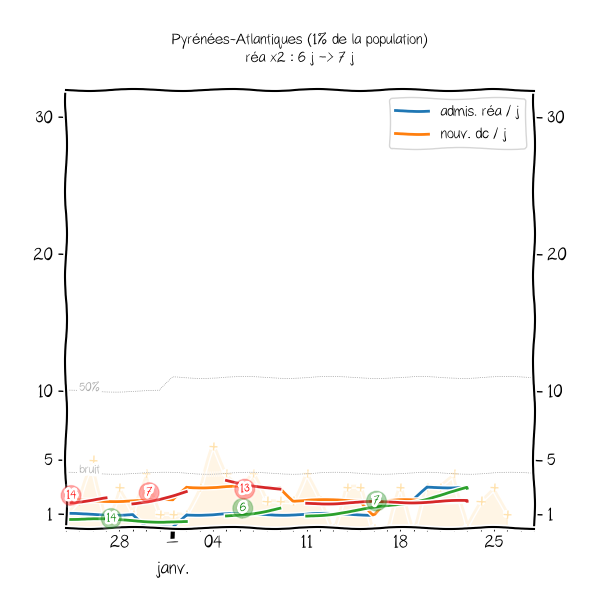 Pyrénées-Atlantiques (1% de la population)
réa x2 : 6 j -> 7 j
admis. réa / j
nouv. dc / j
30 30
20 20
50%
10 10
5 5
bruit
14 7 13 7
6
14
1 1
28 1 04 11 18 25
janv.